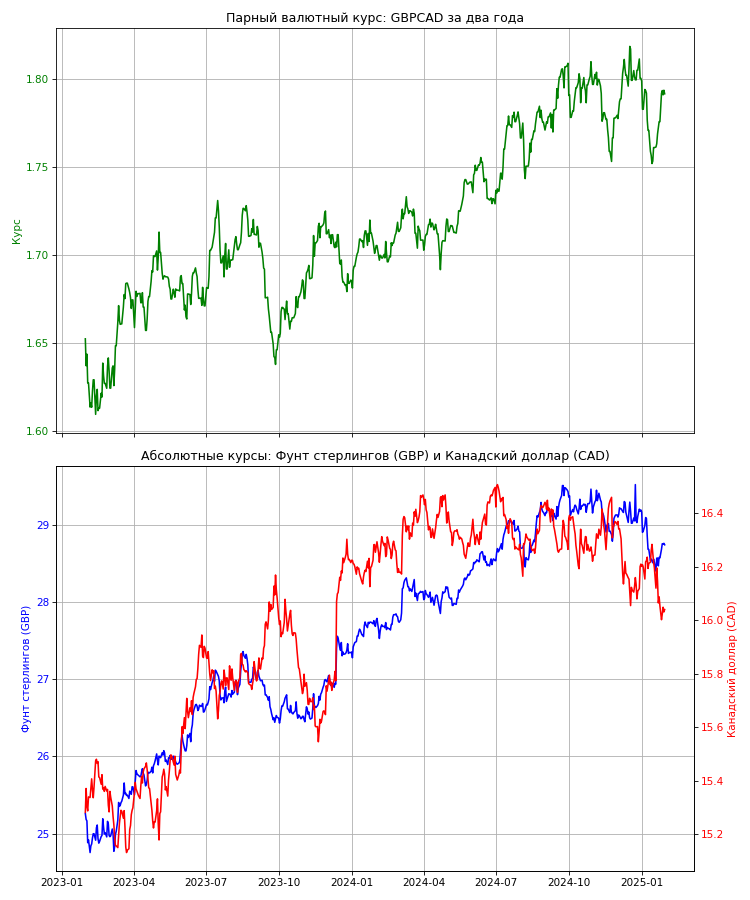 Парный валютный курс: GBPCAD за два года
1.80
1.75
1.70
1.65
1.60
Курс
Абсолютные курсы: Фунт стерлингов (GBP) и Канадский доллар (CAD)
29
28
27
26
25
Фунт стерлингов (GBP)
16.4
16.2
16.0
15.8
15.6
15.4
15.2
Канадский доллар (CAD)
2023-01 2023-04 2023-07 2023-10 2024-01 2024-04 2024-07 2024-10 2025-01